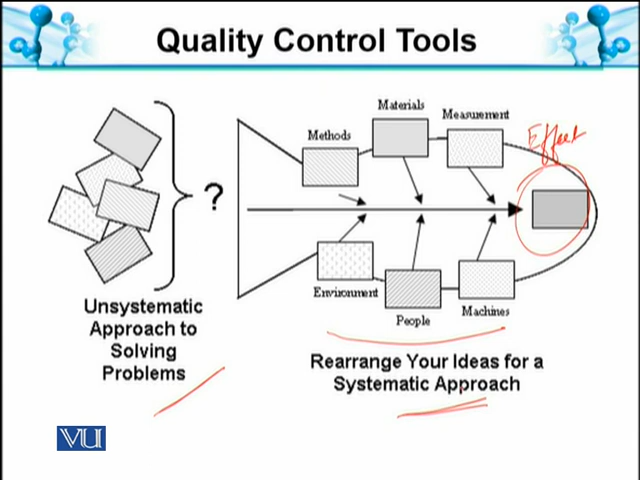 Quality Control Tools
Materials
Measurement
Methods
Effect
?
Environment
People
Machines
Unsystematic
Approach to
Solving
Problems
Rearrange Your Ideas for a
Systematic Approach
VU